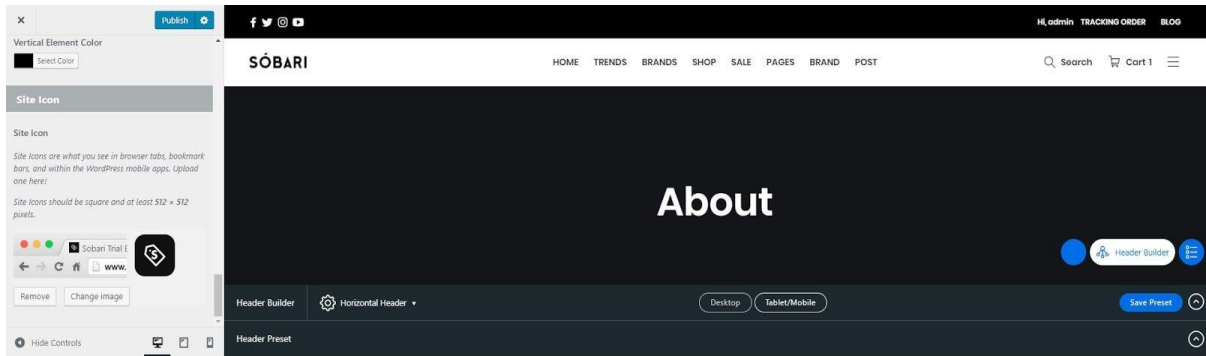 Publish
Vertical Element Color
Select Color
Site Icon
Site Icon
Site Icons are what you see in browser tabs, bookmark
bars, and within the WordPress mobile apps. Upload
one here!
Site Icons should be square and at least 512 × 512
pixels.
Sobari Trial E
www.
Remove
Change image
Hide Controls
Hi, admin TRACKING ORDER BLOG
SÓBARI
HOME TRENDS BRANDS SHOP SALE PAGES BRAND POST
Search Cart 1
About
Header Builder
Header Builder Horizontal Header Desktop Tablet/Mobile Save Preset
Header Preset